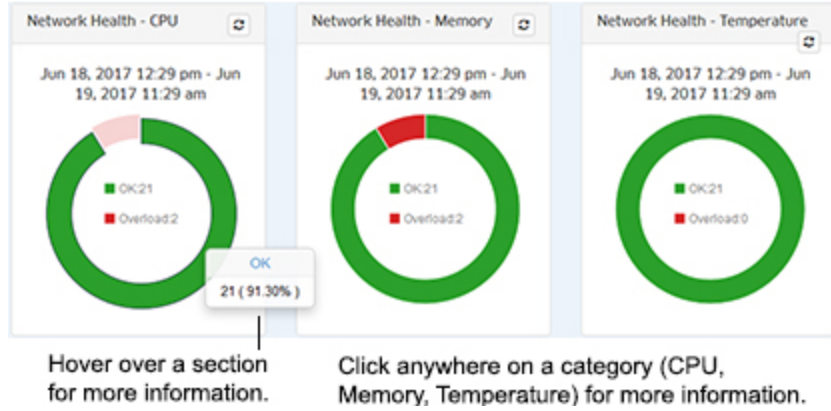 Network Health - CPU
Jun 18, 2017 12:29 pm - Jun
19, 2017 11:29 am
OK:21
Overload:2
OK
21 ( 91.30% )
Network Health - Memory
Jun 18, 2017 12:29 pm - Jun
19, 2017 11:29 am
OK:21
Overload:2
Network Health - Temperature
Jun 18, 2017 12:29 pm - Jun
19, 2017 11:29 am
OK:21
Overload:0
Hover over a section
for more information.
Click anywhere on a category (CPU,
Memory, Temperature) for more information.